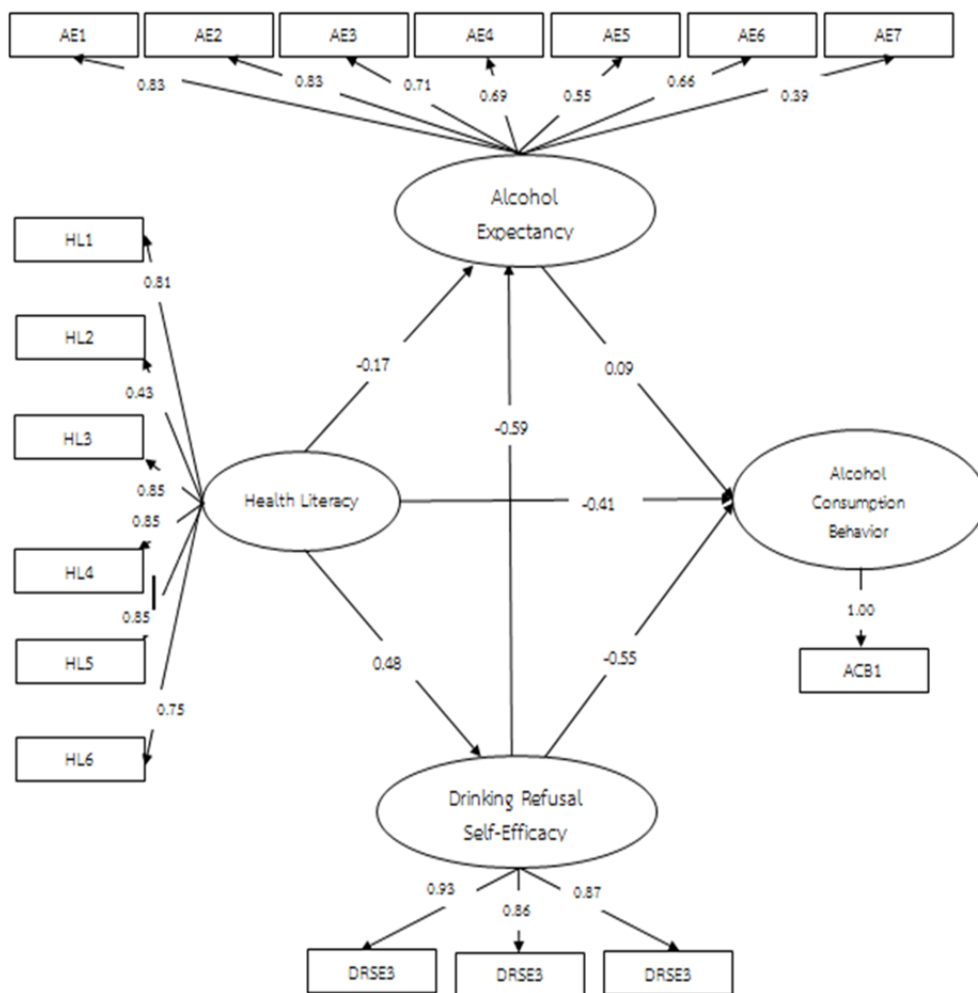 AE1
AE2
AE3
AE4
AE5
AE6
AE7
0.83
0.83
0.71
0.69
0.55
0.66
0.39
Alcohol
Expectancy
HL1
0.81
HL2
0.43
HL3
0.85
0.85
HL4
0.85
HL5
0.75
HL6
Health Literacy
-0.17
0.09
-0.59
-0.41
0.48
-0.55
Alcohol
Consumption
Behavior
1.00
ACB1
Drinking Refusal
Self-Efficacy
0.93
0.86
0.87
DRSE3
DRSE3
DRSE3